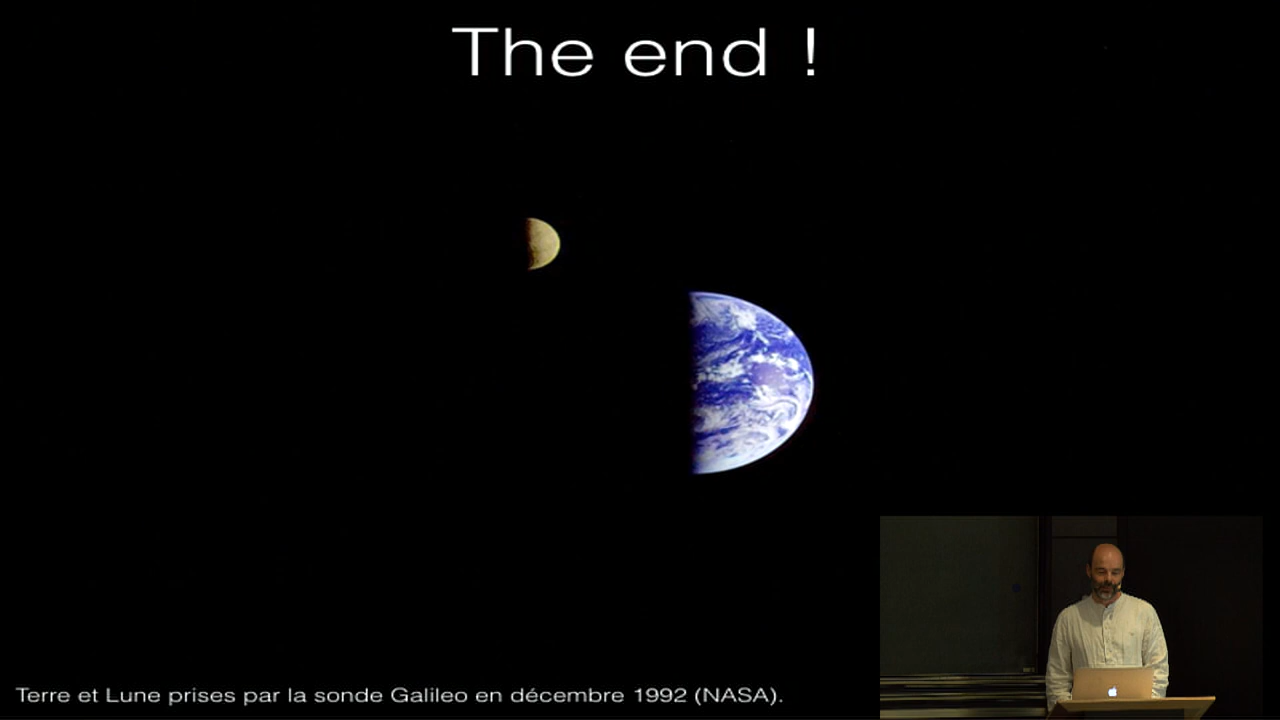 The end !
Terre et Lune prises par la sonde Galileo en décembre 1992 (NASA).